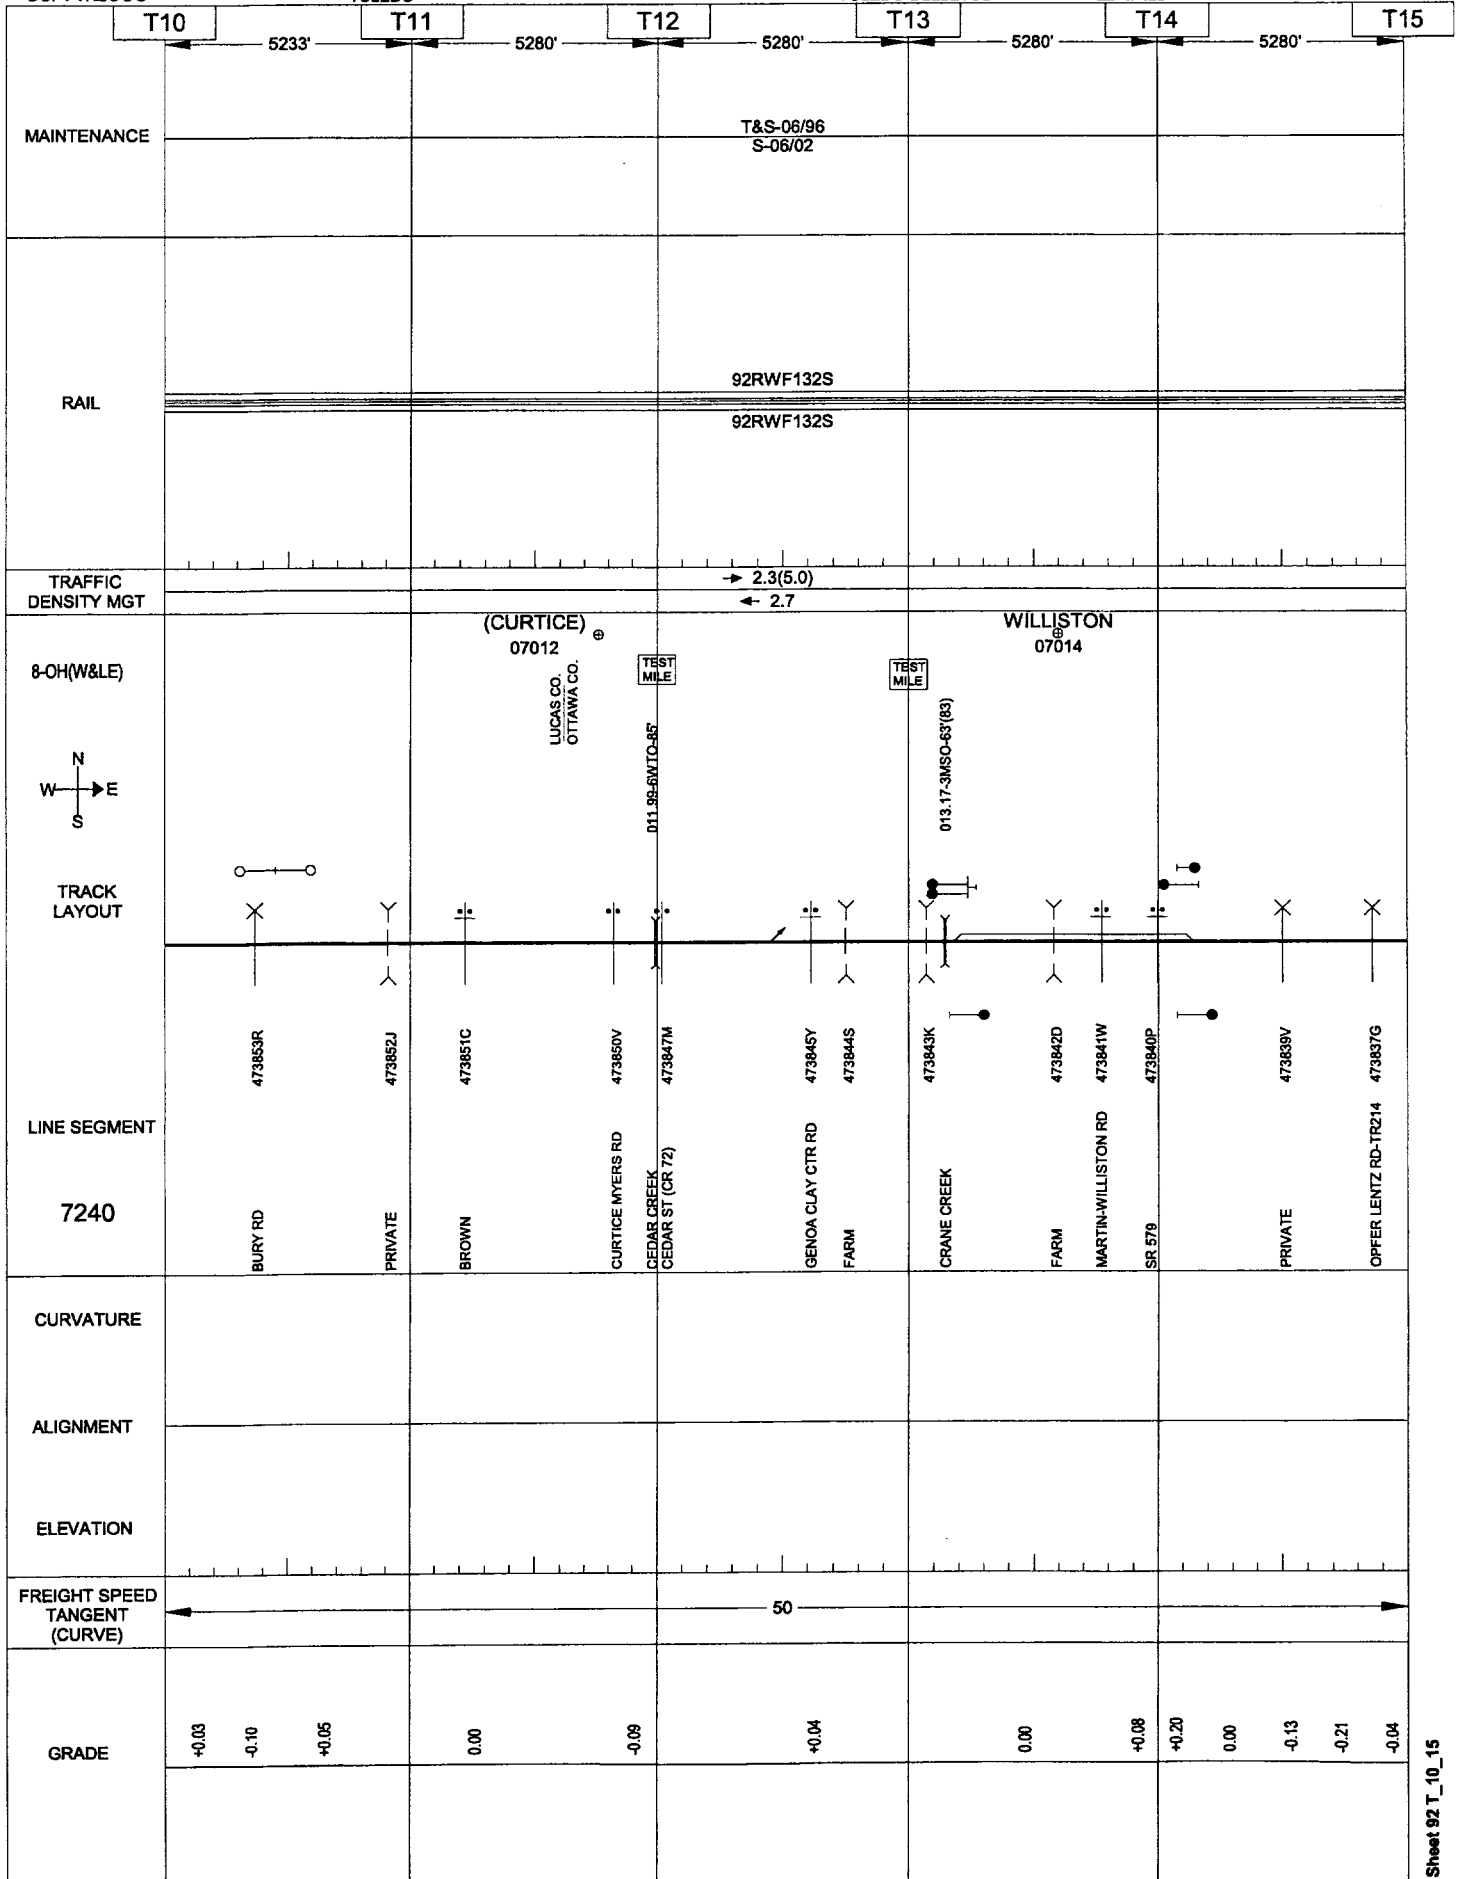 T10
T11
T12
T13
T14
T15
5233'
5280'
5280'
5280'
5280'
MAINTENANCE
T&S-06/96
S-06/02
RAIL
92RWF132S
92RWF132S
TRAFFIC
DENSITY MGT
2.3(5.0)
2.7
(CURTICE)
07012
WILLISTON
07014
8-OH(W&LE)
LUCAS CO.
OTTAWA CO.
TEST
MILE
TEST
MILE
011.99-6WTO-85'
013.17-3MSO-63'(83)
N
W
E
S
TRACK
LAYOUT
473853R
473852J
473851C
473850V
473847M
473845Y
473844S
473843K
473842D
473841W
473840P
473839V
473837G
LINE SEGMENT
7240
BURY RD
PRIVATE
BROWN
CURTICE MYERS RD
CEDAR CREEK
CEDAR ST (CR 72)
GENOA CLAY CTR RD
FARM
CRANE CREEK
FARM
MARTIN-WILLISTON RD
SR 579
PRIVATE
OPFER LENTZ RD-TR214
CURVATURE
ALIGNMENT
ELEVATION
FREIGHT SPEED
TANGENT
(CURVE)
50
GRADE
+0.03
-0.10
+0.05
0.00
-0.09
+0.04
0.00
+0.08
+0.20
0.00
-0.13
-0.21
-0.04
Sheet 92 T_10_15